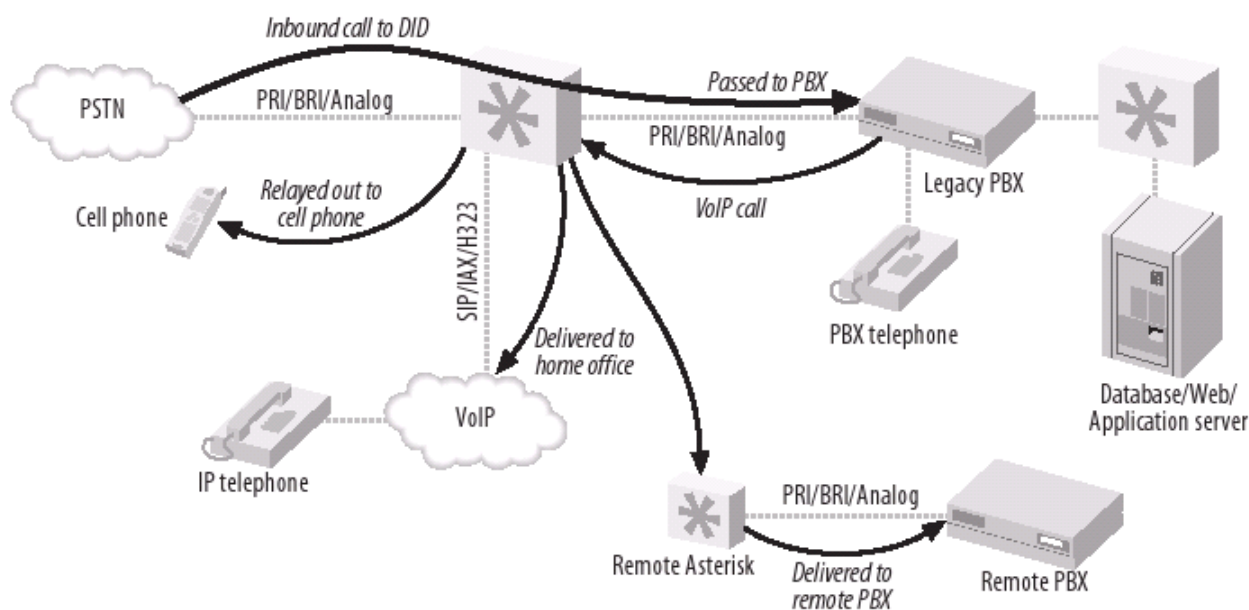 Inbound call to DID
PSTN
PRI/BRI/Analog
Passed to PBX
PRI/BRI/Analog
Legacy PBX
Cell phone
Relayed out to
cell phone
VoIP call
SIP/IAX/H323
PBX telephone
Delivered to
home office
Database/Web/
Application server
VoIP
IP telephone
PRI/BRI/Analog
Remote Asterisk
Delivered to
remote PBX
Remote PBX